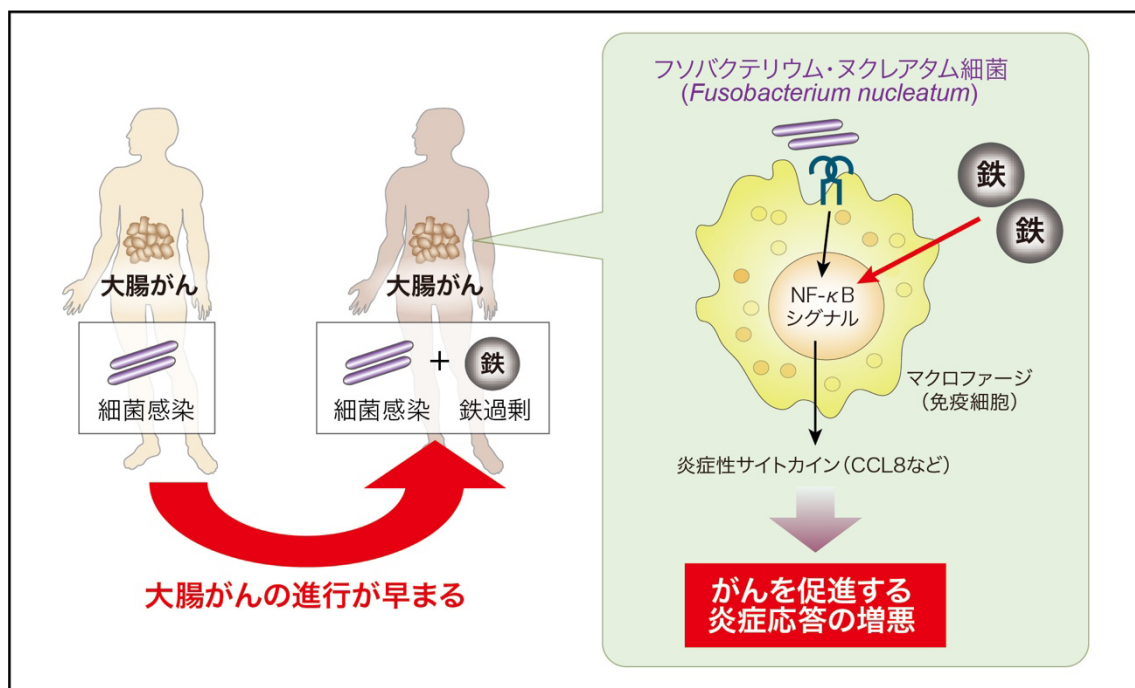 大腸がん
細菌感染
大腸がん
+
鉄
細菌感染
鉄過剰
大腸がんの進行が早まる
フソバクテリウム・ヌクレアタム細菌
(Fusobacterium nucleatum)
鉄
鉄
NF-κB
シグナル
マクロファージ
(免疫細胞)
炎症性サイトカイン(CCL8など)
がんを促進する
炎症応答の増悪